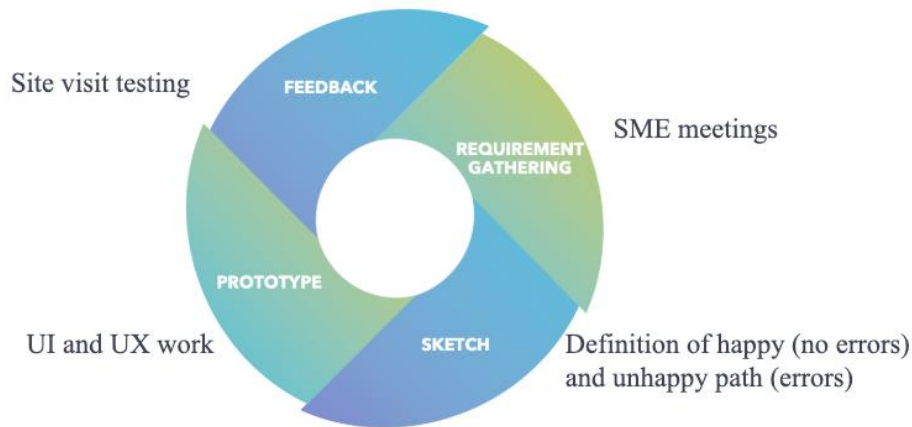 FEEDBACK
Site visit testing
REQUIREMENT
GATHERING
SME meetings
PROTOTYPE
UI and UX work
SKETCH
Definition of happy (no errors)
and unhappy path (errors)